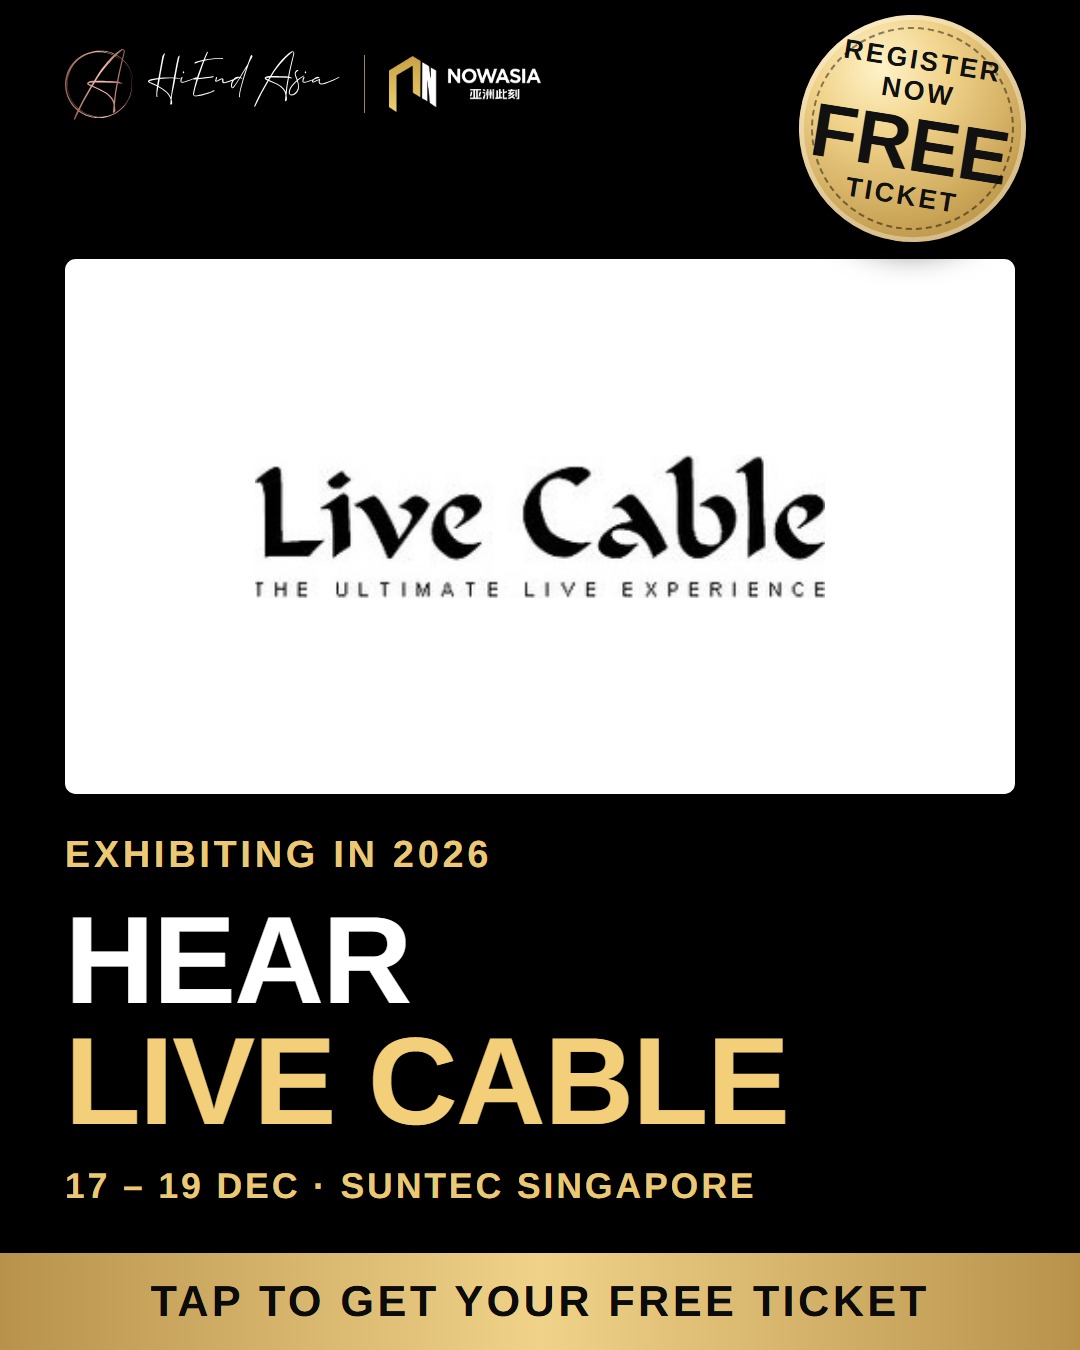 HiEnd Asia
NOWASIA
亚洲此刻
REGISTER
NOW
FREE
TICKET
Live Cable
THE ULTIMATE LIVE EXPERIENCE
EXHIBITING IN 2026
HEAR
LIVE CABLE
17 – 19 DEC · SUNTEC SINGAPORE
TAP TO GET YOUR FREE TICKET